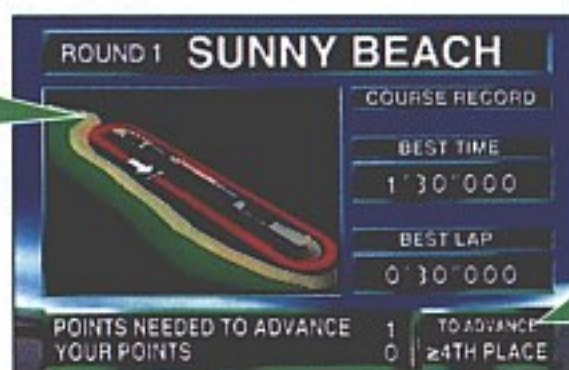 ROUND 1 SUNNY BEACH
COURSE RECORD
BEST TIME
1'30"000
BEST LAP
0'30"000
POINTS NEEDED TO ADVANCE 1
YOUR POINTS 0
TO ADVANCE
≥4TH PLACE